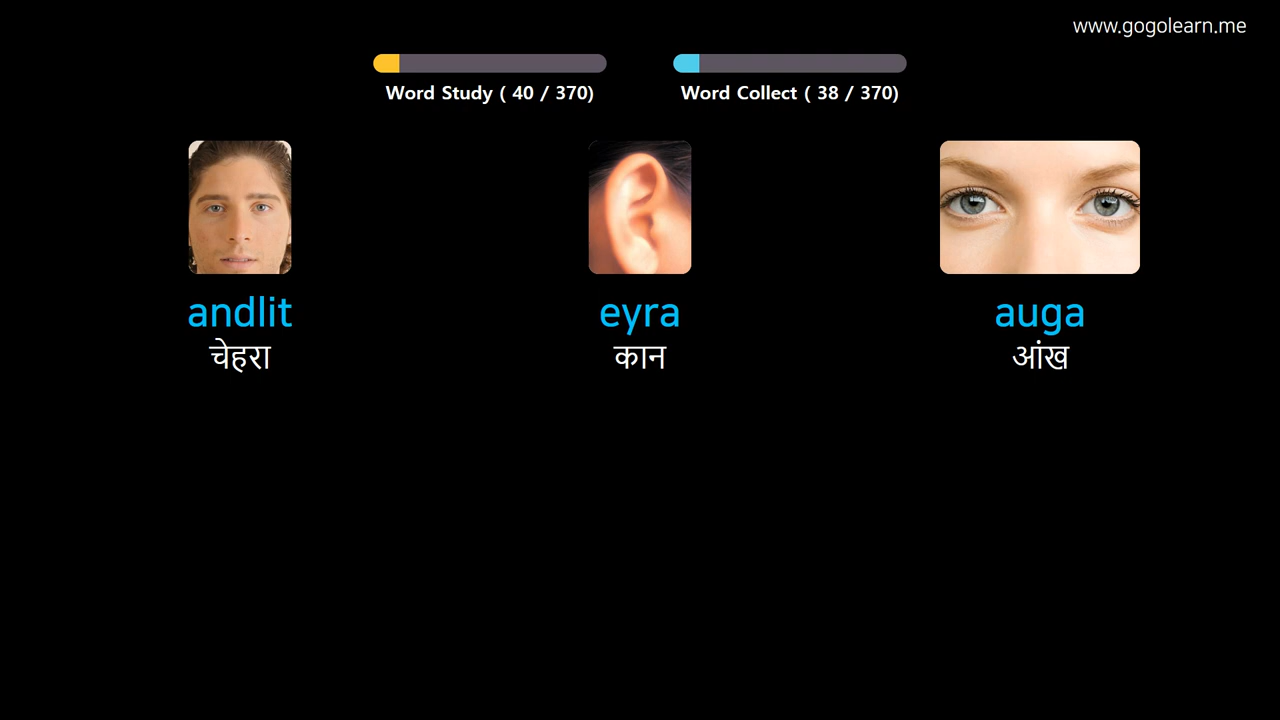 www.gogolearn.me
Word Study ( 40 / 370)
Word Collect ( 38 / 370)
andlit
चेहरा
eyra
कान
auga
आंख